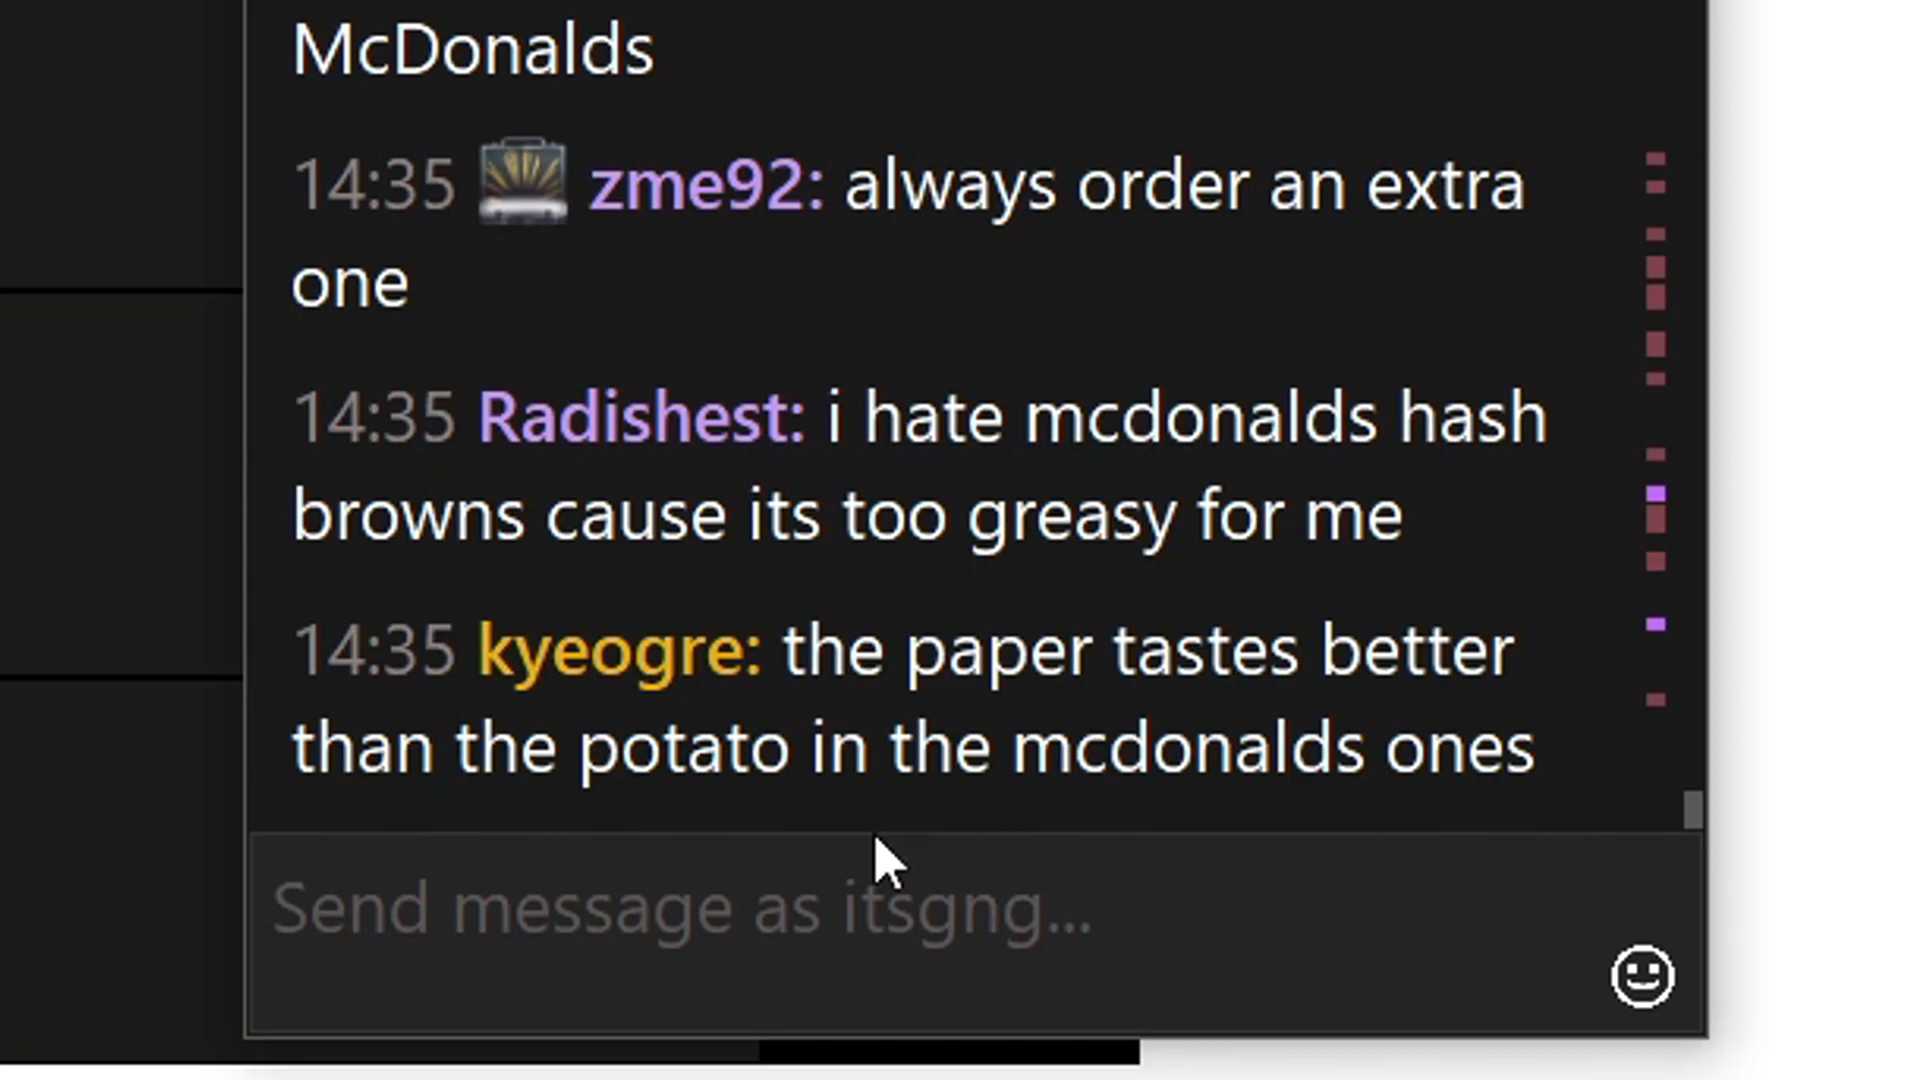 McDonalds
14:35 zme92: always order an extra
one
14:35 Radishest: i hate mcdonalds hash
browns cause its too greasy for me
14:35 kyeogre: the paper tastes better
than the potato in the mcdonalds ones
Send message as itsgng...